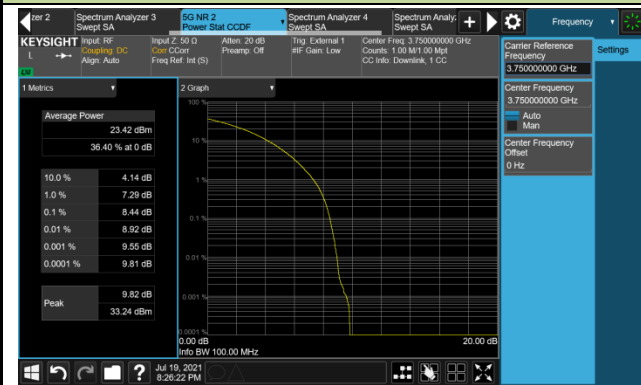 zer 2
Spectrum Analyzer 3
Swept SA
5G NR 2
Power Stat CCDF
Spectrum Analyzer 4
Swept SA
Spectrum Analy:
Swept SA
Frequency
KEYSIGHT
L
Input: RF
Coupling: DC
Align: Auto
Input Z: 50 Ω
Corr CCorr
Freq Ref: Int (S)
Atten: 20 dB
Preamp: Off
Trig: External 1
#IF Gain: Low
Center Freq: 3.750000000 GHz
Counts: 1.00 M/1.00 Mpt
CC Info: Downlink, 1 CC
Carrier Reference
Frequency
3.750000000 GHz
Settings
Center Frequency
3.750000000 GHz
Auto
Man
Center Frequency
Offset
0 Hz
1 Metrics
Average Power
23.42 dBm
36.40 % at 0 dB
10.0 % 4.14 dB
1.0 % 7.29 dB
0.1 % 8.44 dB
0.01 % 8.92 dB
0.001 % 9.55 dB
0.0001 % 9.81 dB
Peak
9.82 dB
33.24 dBm
2 Graph
100 %
10 %
1 %
0.1 %
0.01 %
0.001 %
0.0001 %
0.00 dB
20.00 dB
Info BW 100.00 MHz
?
Jul 19, 2021
8:26:22 PM